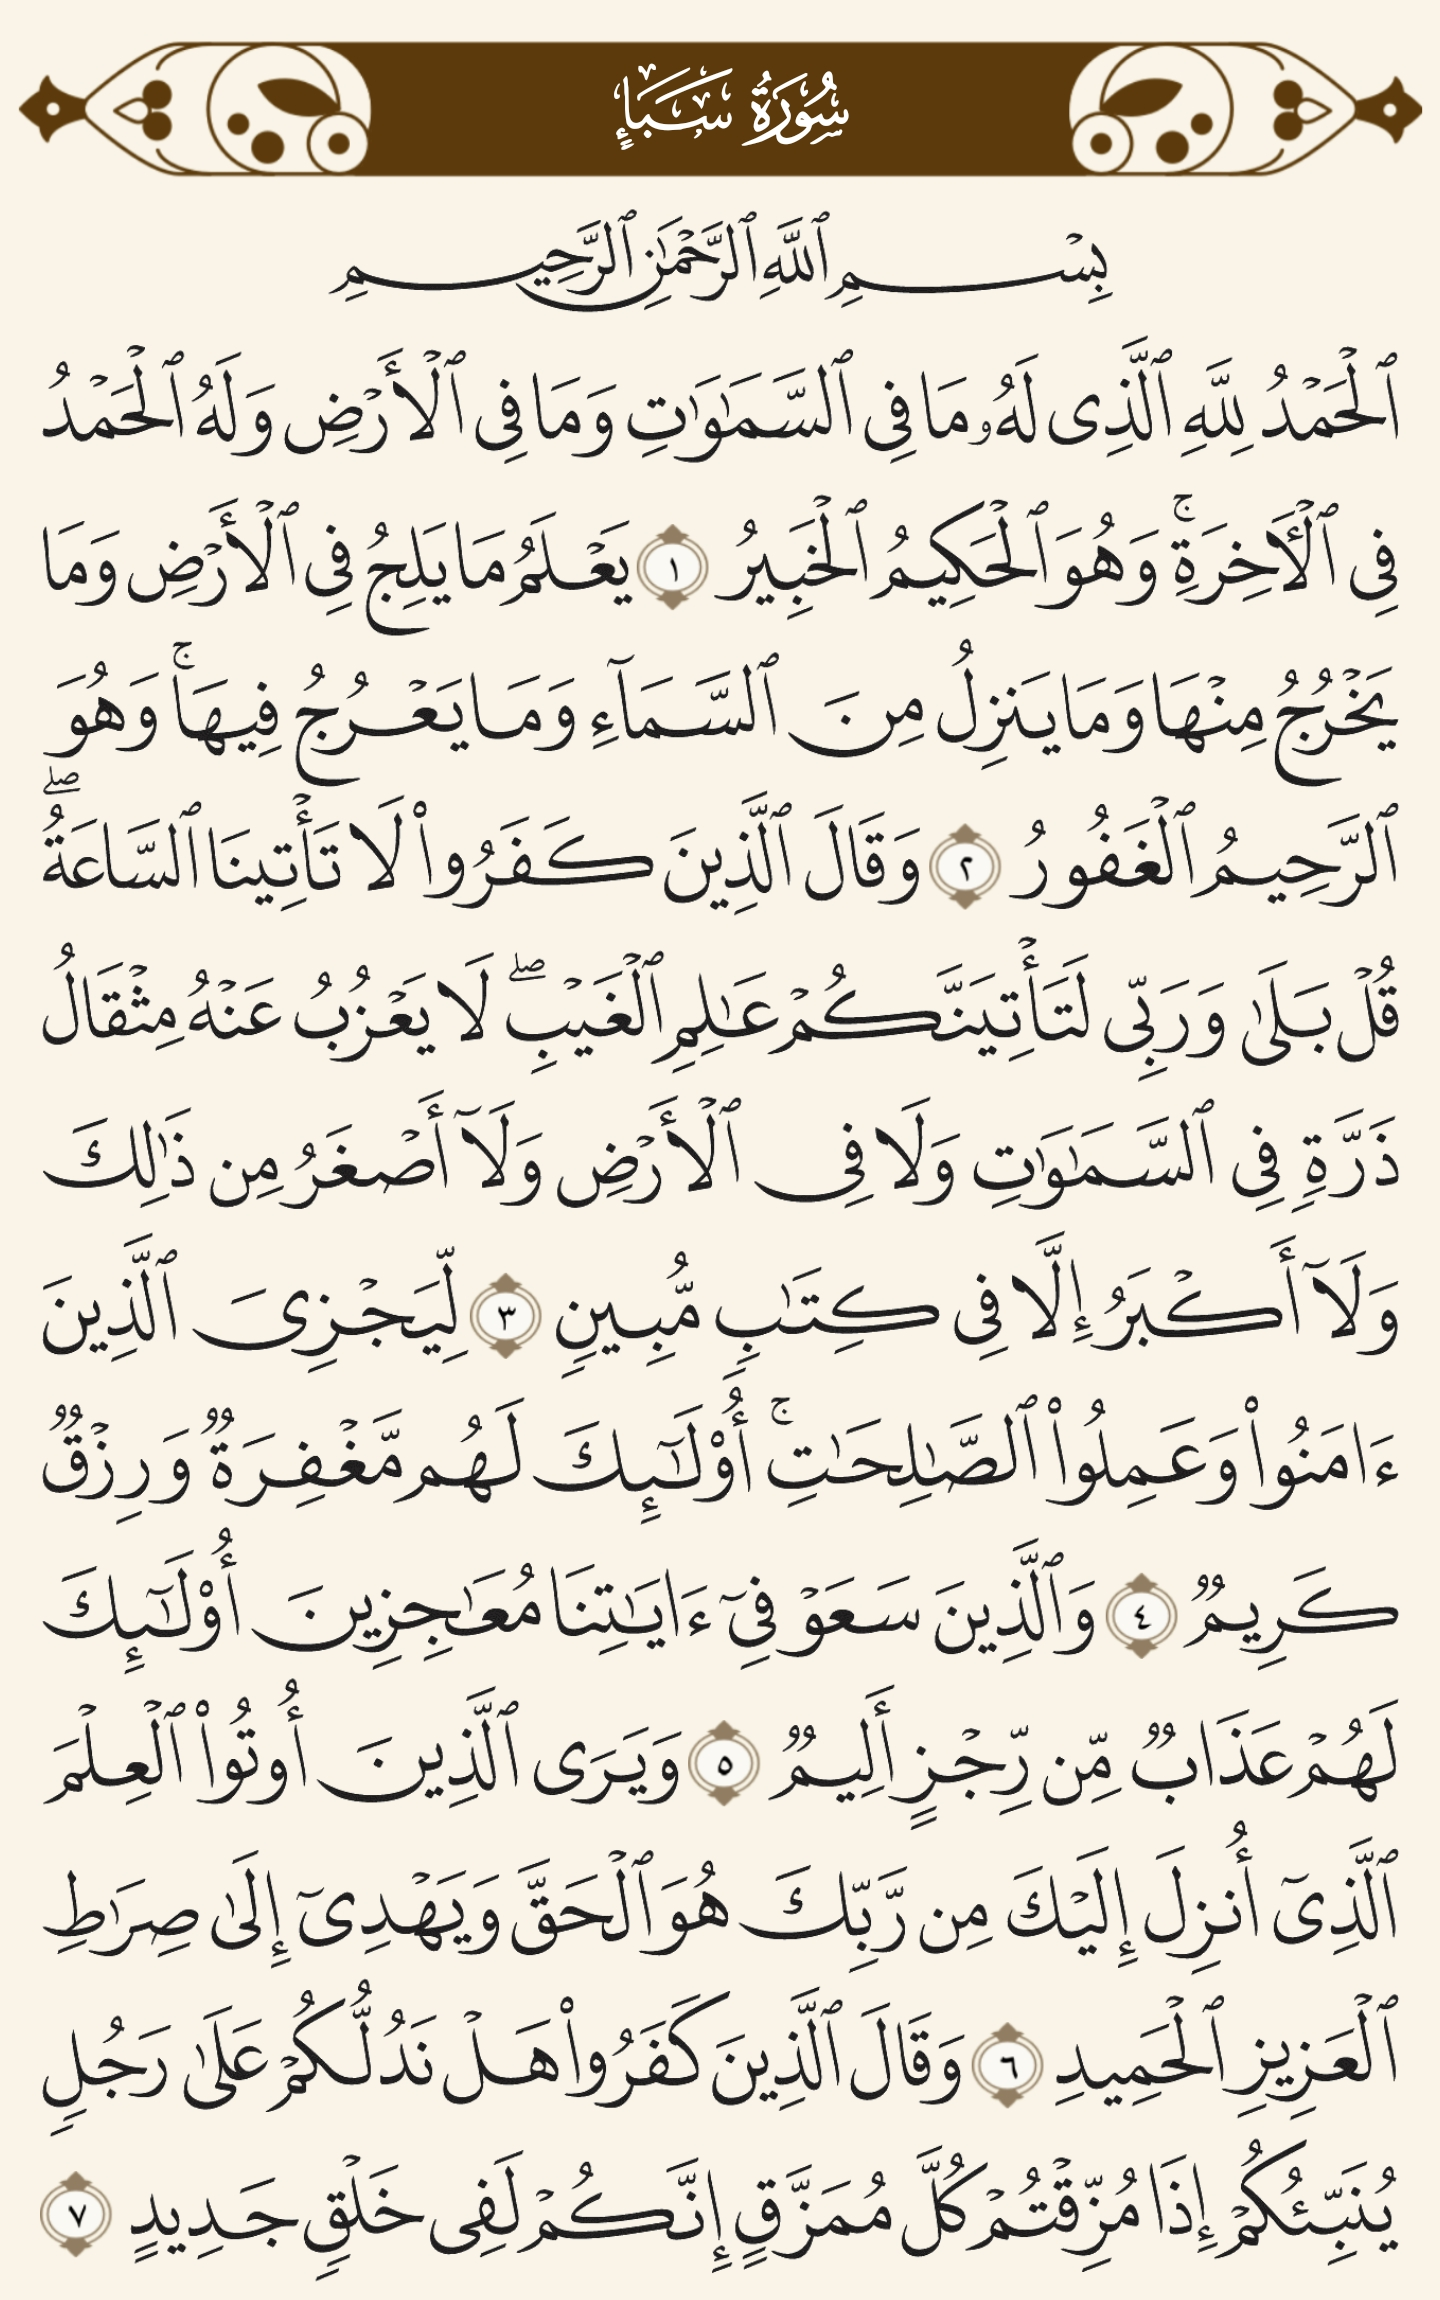 سُورَةُ سَبَإٍ
بِسۡمِ ٱللَّهِ ٱلرَّحۡمَٰنِ ٱلرَّحِيمِ
ٱلۡحَمۡدُ لِلَّهِ ٱلَّذِى لَهُۥ مَا فِى ٱلسَّمَٰوَٰتِ وَمَا فِى ٱلۡأَرۡضِ وَلَهُ ٱلۡحَمۡدُ
فِى ٱلۡأٓخِرَةِۚ وَهُوَ ٱلۡحَكِيمُ ٱلۡخَبِيرُ ١ يَعۡلَمُ مَا يَلِجُ فِى ٱلۡأَرۡضِ وَمَا
يَخۡرُجُ مِنۡهَا وَمَا يَنزِلُ مِنَ ٱلسَّمَآءِ وَمَا يَعۡرُجُ فِيهَاۚ وَهُوَ
ٱلرَّحِيمُ ٱلۡغَفُورُ ٢ وَقَالَ ٱلَّذِينَ كَفَرُواْ لَا تَأۡتِينَا ٱلسَّاعَةُۖ
قُلۡ بَلَىٰ وَرَبِّى لَتَأۡتِيَنَّكُمۡ عَٰلِمِ ٱلۡغَيۡبِۖ لَا يَعۡزُبُ عَنۡهُ مِثۡقَالُ
ذَرَّةٍ فِى ٱلسَّمَٰوَٰتِ وَلَا فِى ٱلۡأَرۡضِ وَلَآ أَصۡغَرُ مِن ذَٰلِكَ
وَلَآ أَكۡبَرُ إِلَّا فِى كِتَٰبٍ مُّبِينٍ ٣ لِّيَجۡزِىَ ٱلَّذِينَ
ءَامَنُواْ وَعَمِلُواْ ٱلصَّٰلِحَٰتِۚ أُوْلَٰٓئِكَ لَهُم مَّغۡفِرَةٌ وَرِزۡقٌ
كَرِيمٌ ٤ وَٱلَّذِينَ سَعَوۡ فِىٓ ءَايَٰتِنَا مُعَٰجِزِينَ أُوْلَٰٓئِكَ
لَهُمۡ عَذَابٌ مِّن رِّجۡزٍ أَلِيمٌ ٥ وَيَرَى ٱلَّذِينَ أُوتُواْ ٱلۡعِلۡمَ
ٱلَّذِىٓ أُنزِلَ إِلَيۡكَ مِن رَّبِّكَ هُوَ ٱلۡحَقَّ وَيَهۡدِىٓ إِلَىٰ صِرَٰطِ
ٱلۡعَزِيزِ ٱلۡحَمِيدِ ٦ وَقَالَ ٱلَّذِينَ كَفَرُواْ هَلۡ نَدُلُّكُمۡ عَلَىٰ رَجُلٍ
يُنَبِّئُكُمۡ إِذَا مُزِّقۡتُمۡ كُلَّ مُمَزَّقٍ إِنَّكُمۡ لَفِى خَلۡقٍ جَدِيدٍ ٧